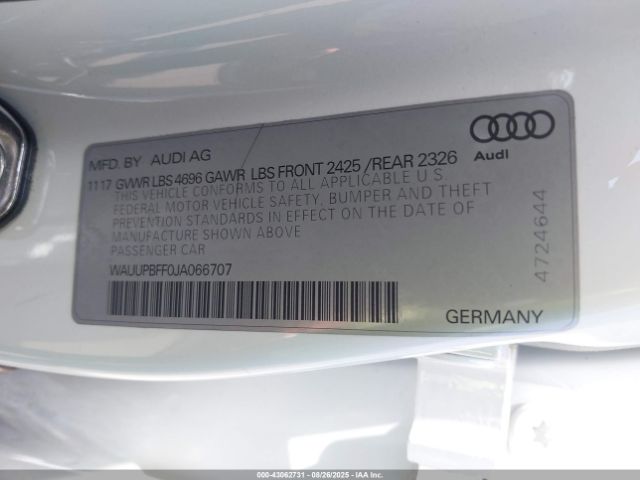 MFD. BY AUDI AG
1117 GVWR LBS 4696 GAWR LBS FRONT 2425 / REAR 2326
THIS VEHICLE CONFORMS TO ALL APPLICABLE U.S.
FEDERAL MOTOR VEHICLE SAFETY, BUMPER AND THEFT
PREVENTION STANDARDS IN EFFECT ON THE DATE OF
MANUFACTURE SHOWN ABOVE
PASSENGER CAR
WAUUPBFF0JA066707
Audi
4724644
GERMANY
000-43062731 - 08/26/2025 - IAAI.COM